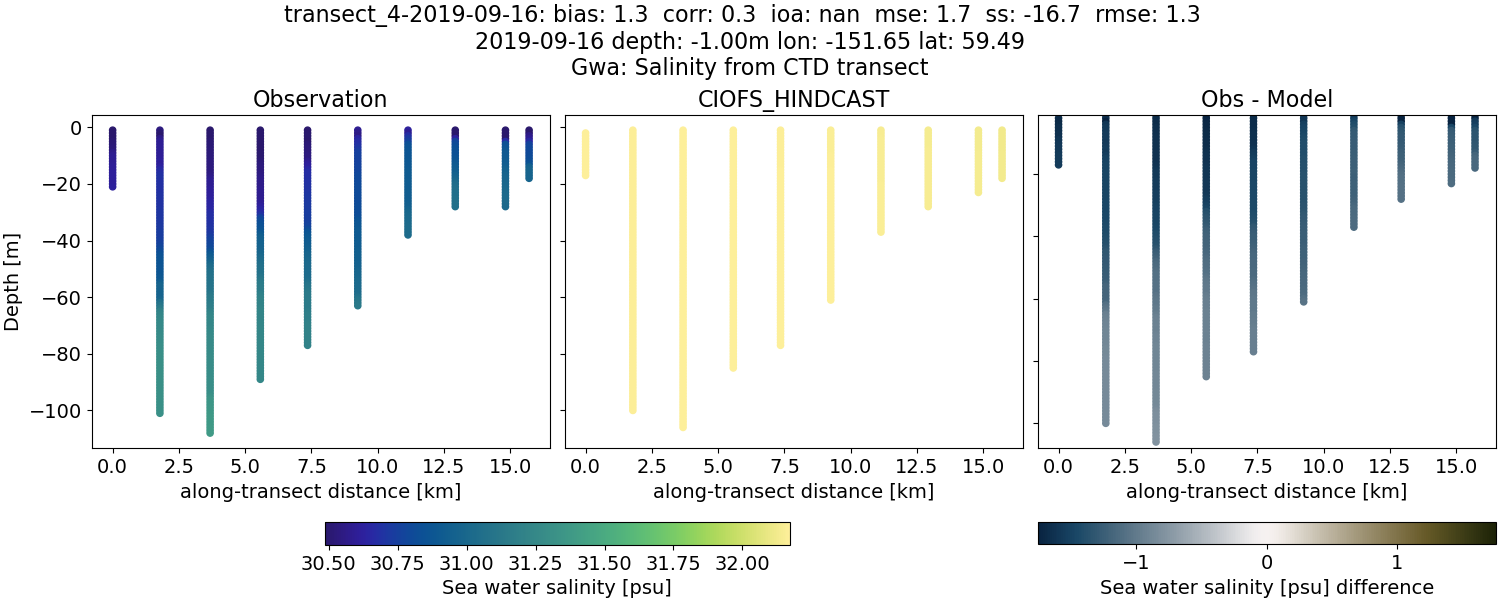 transect_4-2019-09-16: bias: 1.3  corr: 0.3  ioa: nan  mse: 1.7  ss: -16.7  rmse: 1.3
2019-09-16 depth: -1.00m lon: -151.65 lat: 59.49
Gwa: Salinity from CTD transect
Observation
CIOFS_HINDCAST
Obs - Model
Depth [m]
0
−20
−40
−60
−80
−100
0.0 2.5 5.0 7.5 10.0 12.5 15.0
0.0 2.5 5.0 7.5 10.0 12.5 15.0
0.0 2.5 5.0 7.5 10.0 12.5 15.0
along-transect distance [km]
along-transect distance [km]
along-transect distance [km]
30.50 30.75 31.00 31.25 31.50 31.75 32.00
Sea water salinity [psu]
−1 0 1
Sea water salinity [psu] difference